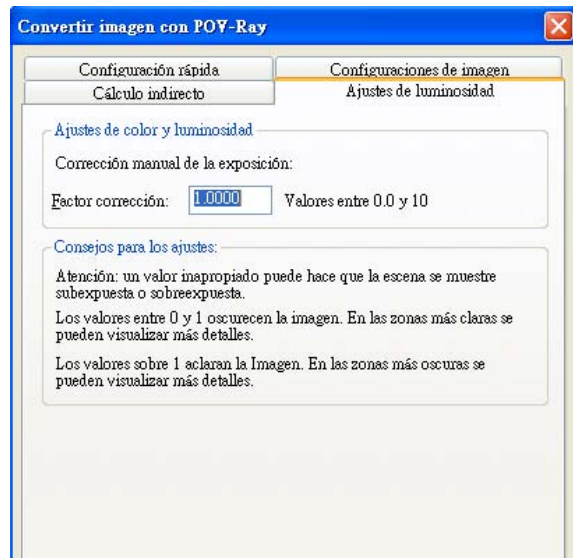 Convertir imagen con POV-Ray
Configuración rápida
Configuraciones de imagen
Cálculo indirecto
Ajustes de luminosidad
Ajustes de color y luminosidad
Corrección manual de la exposición:
Factor corrección: 1.0000 Valores entre 0.0 y 10
Consejos para los ajustes:
Atención: un valor inapropiado puede hace que la escena se muestre
subexpuesta o sobreexpuesta.
Los valores entre 0 y 1 oscurecen la imagen. En las zonas más claras se
pueden visualizar más detalles.
Los valores sobre 1 aclaran la Imagen. En las zonas más oscuras se
pueden visualizar más detalles.